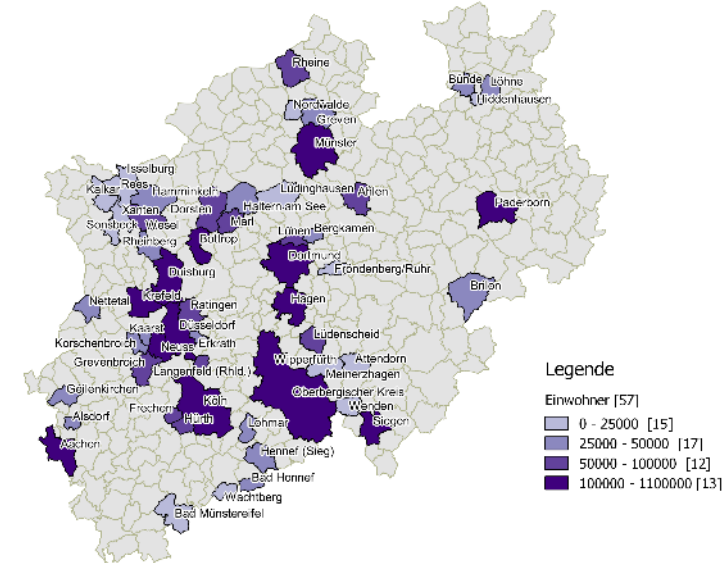 Rheine
Bünde
Löhne
Hiddenhausen
Nordwalde
Greven
Münster
Isselburg
Kalkar
Rees
Hamminkeln
Lüdinghausen
Ahlen
Xanten
Dorsten
Haltern am See
Paderborn
Sonsbeck
Wesel
Marl
Rheinberg
Bottrop
Lünen
Bergkamen
Dortmund
Fröndenberg/Ruhr
Duisburg
Brilon
Nettetal
Krefeld
Ratingen
Hagen
Kaarst
Düsseldorf
Korschenbroich
Neuss
Erkrath
Lüdenscheid
Grevenbroich
Langenfeld (Rhld.)
Wipperfürth
Attendorn
Meinerzhagen
Geilenkirchen
Oberbergischer Kreis
Frechen
Köln
Wenden
Alsdorf
Hürth
Lohmar
Siegen
Aachen
Hennef (Sieg)
Bad Honnef
Wachtberg
Bad Münstereifel
Legende
Einwohner [57]
0 - 25000 [15]
25000 - 50000 [17]
50000 - 100000 [12]
100000 - 1100000 [13]